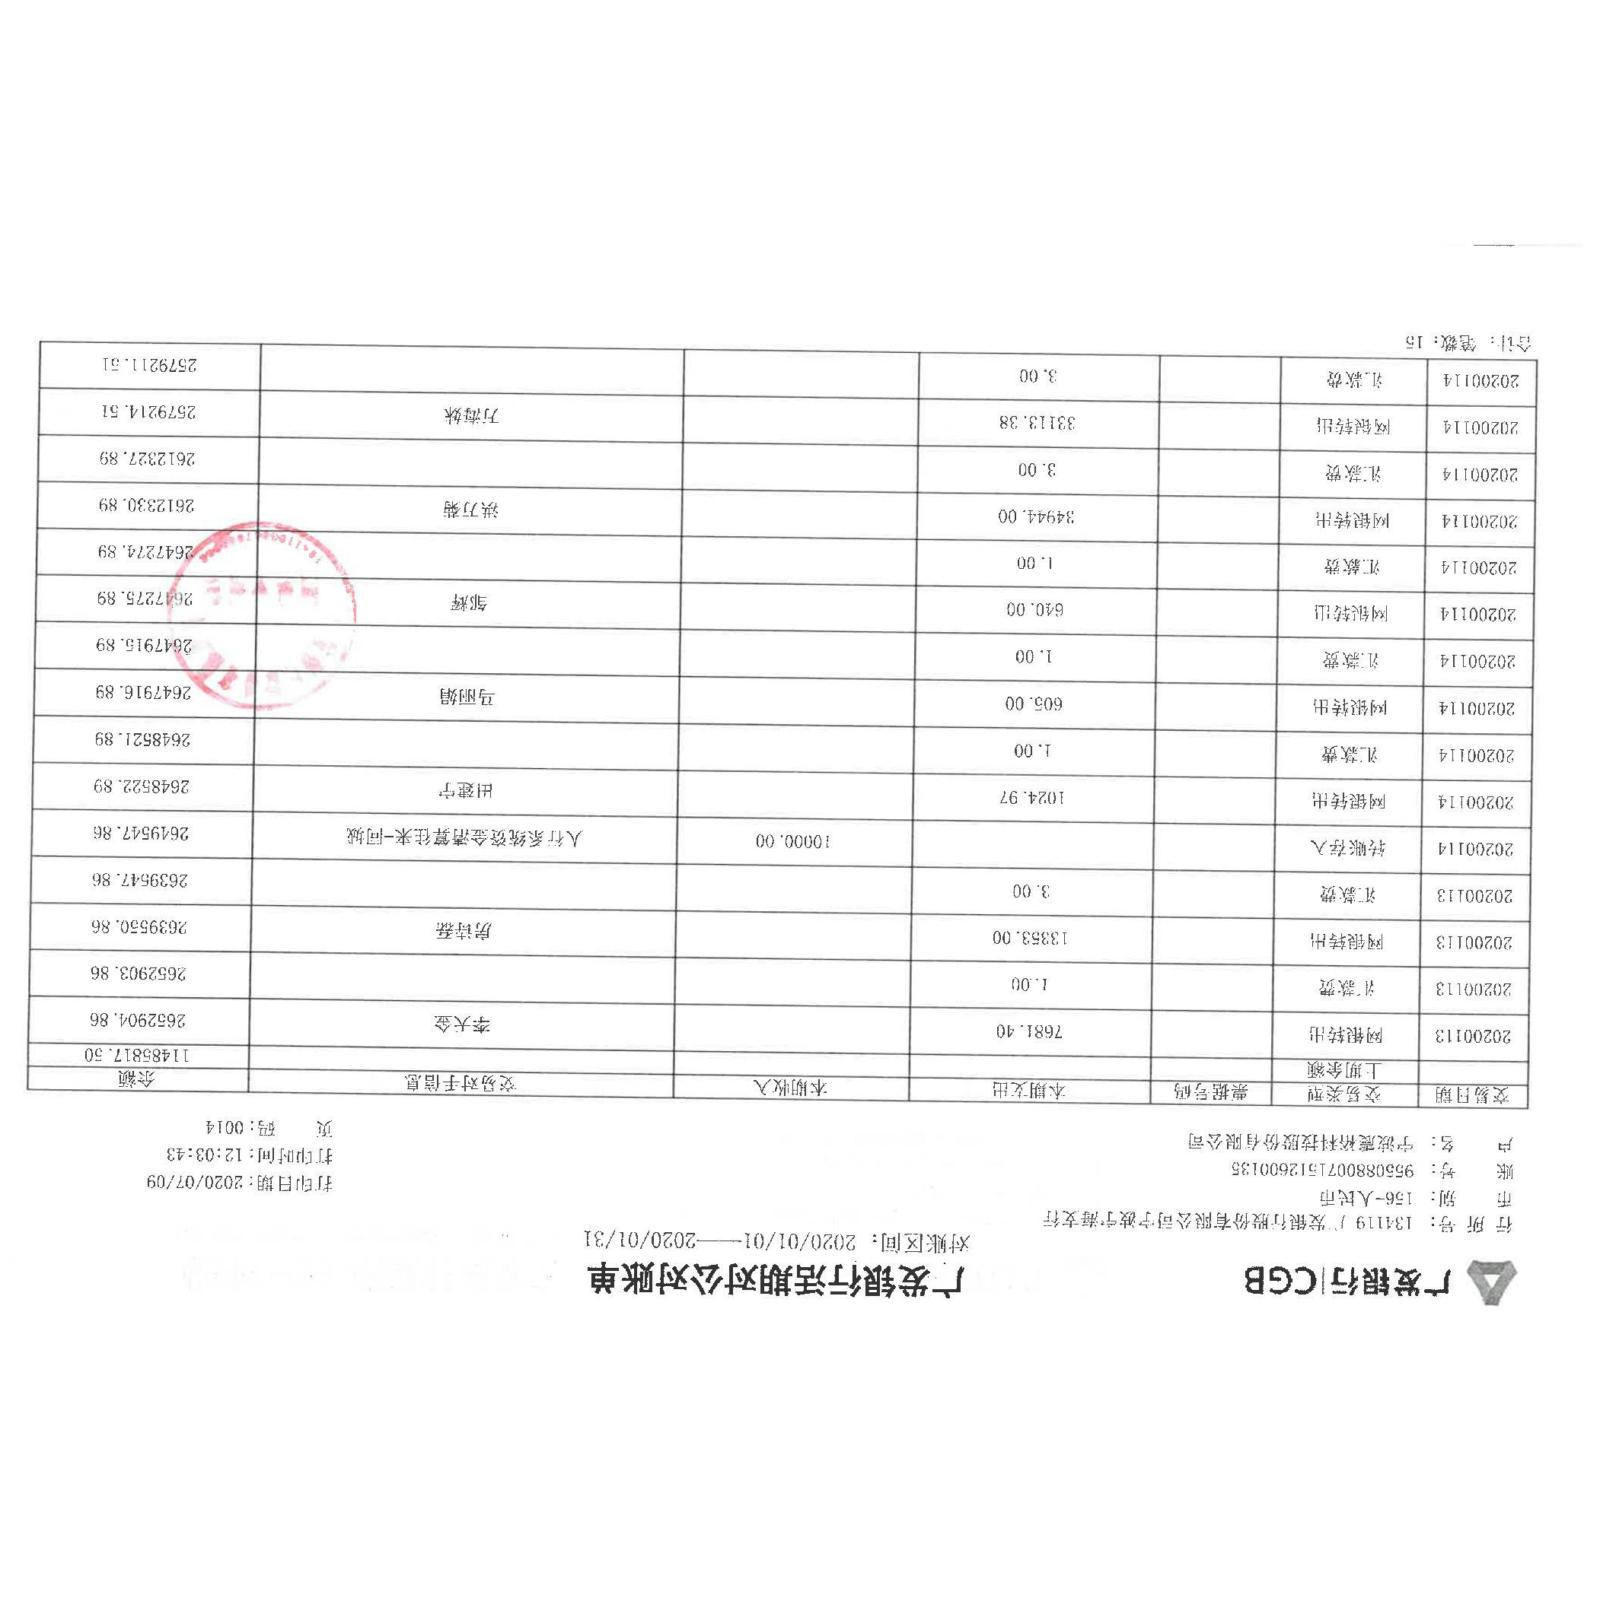 广发银行|CGB
广发银行活期对公对账单
对账区间: 2020/01/01——2020/01/31
行 所 号: 134119 广发银行股份有限公司宁波宁海支行
币 别: 156-人民币
账 号: 9550880071512600135
户 名: 宁波震裕科技股份有限公司
打印日期:2020/07/09
打印时间:12:03:43
页 码:0014
交易日期 交易类型 票据号码 本期支出 本期收入 交易对手信息 余额
上期余额 11485817.50
20200113 网银转出 7681.40 李大金 2652904.86
20200113 汇款费 1.00 2652903.86
20200113 网银转出 13353.00 房诗磊 2639550.86
20200113 汇款费 3.00 2639547.86
20200114 转账存入 10000.00 人行系统资金清算往来-同城 2649547.86
20200114 网银转出 1024.97 田建宁 2648522.89
20200114 汇款费 1.00 2648521.89
20200114 网银转出 605.00 马丽娟 2647916.89
20200114 汇款费 1.00 2647915.89
20200114 网银转出 640.00 邹辉 2647275.89
20200114 汇款费 1.00 2647274.89
20200114 网银转出 34944.00 洪万菊 2612330.89
20200114 汇款费 3.00 2612327.89
20200114 网银转出 33113.38 万海妹 2579214.51
20200114 汇款费 3.00 2579211.51
合计: 笔数: 15